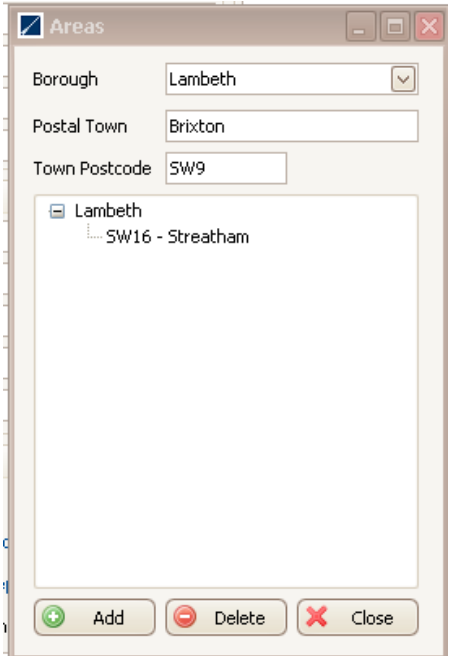 Areas
Borough Lambeth
Postal Town Brixton
Town Postcode SW9
Lambeth
SW16 - Streatham
Add Delete Close